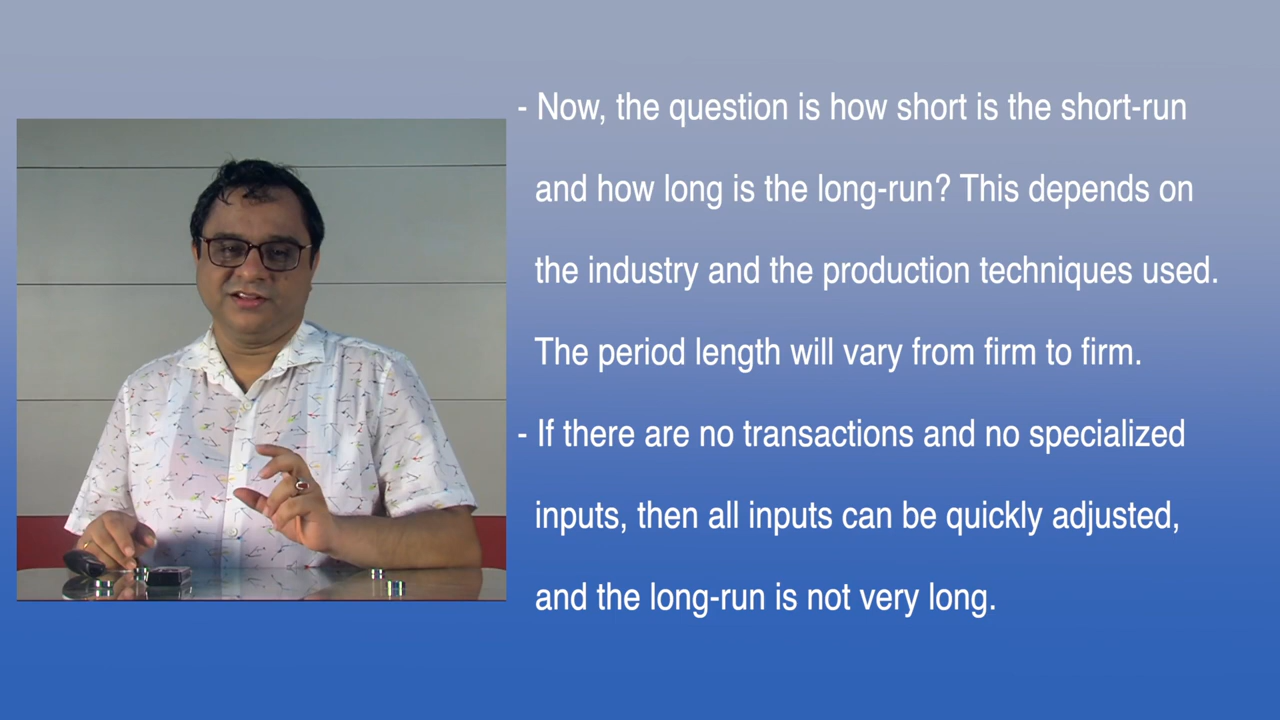 - Now, the question is how short is the short-run
and how long is the long-run? This depends on
the industry and the production techniques used.
The period length will vary from firm to firm.
- If there are no transactions and no specialized
inputs, then all inputs can be quickly adjusted,
and the long-run is not very long.